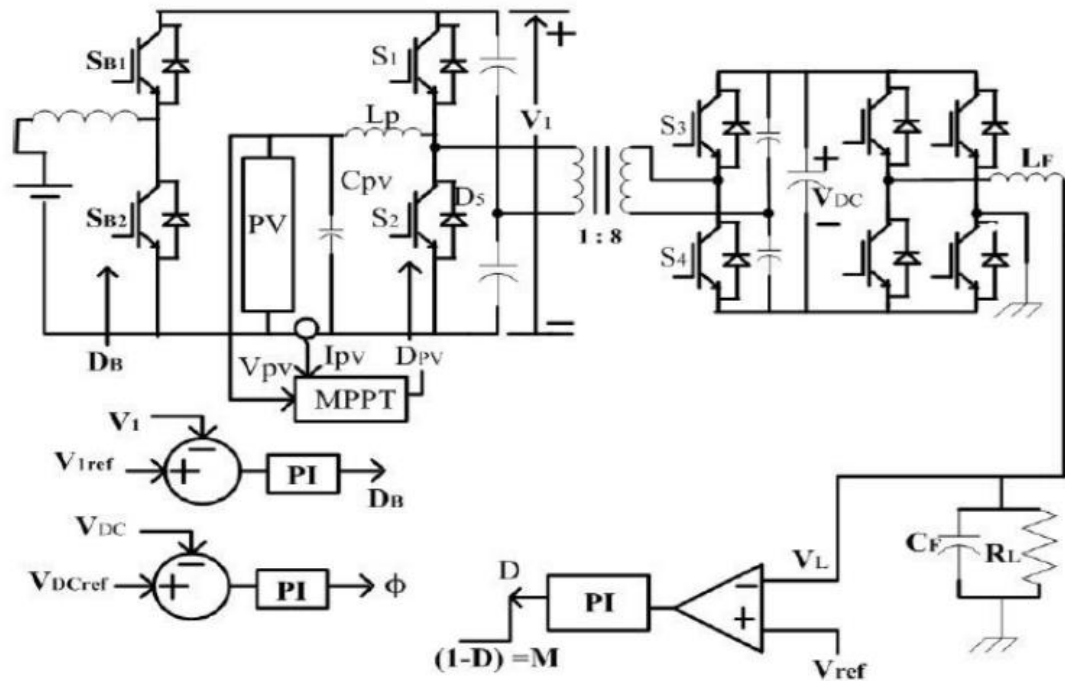 SB1
S1
+
V1
Lp
S3
+
VDC
LF
SB2
PV
CPV
S2
D5
1 : 8
S4
DB
VPV
IPV
DPV
MPPT
V1
V1ref
+
−
PI
DB
VDC
VDCref
+
−
PI
ϕ
D
PI
VL
−
+
Vref
CF
RL
(1-D) =M